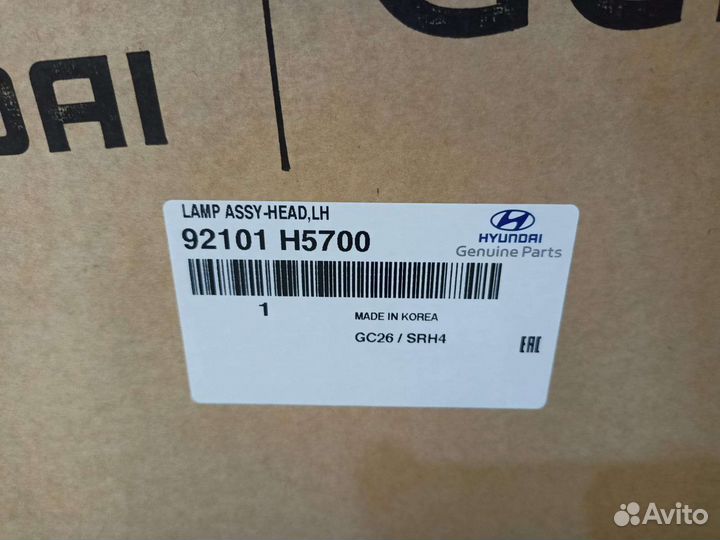 DAI
LAMP ASSY-HEAD,LH
92101 H5700
HYUNDAI
Genuine Parts
1
MADE IN KOREA
GC26 / SRH4
EAC
Avito